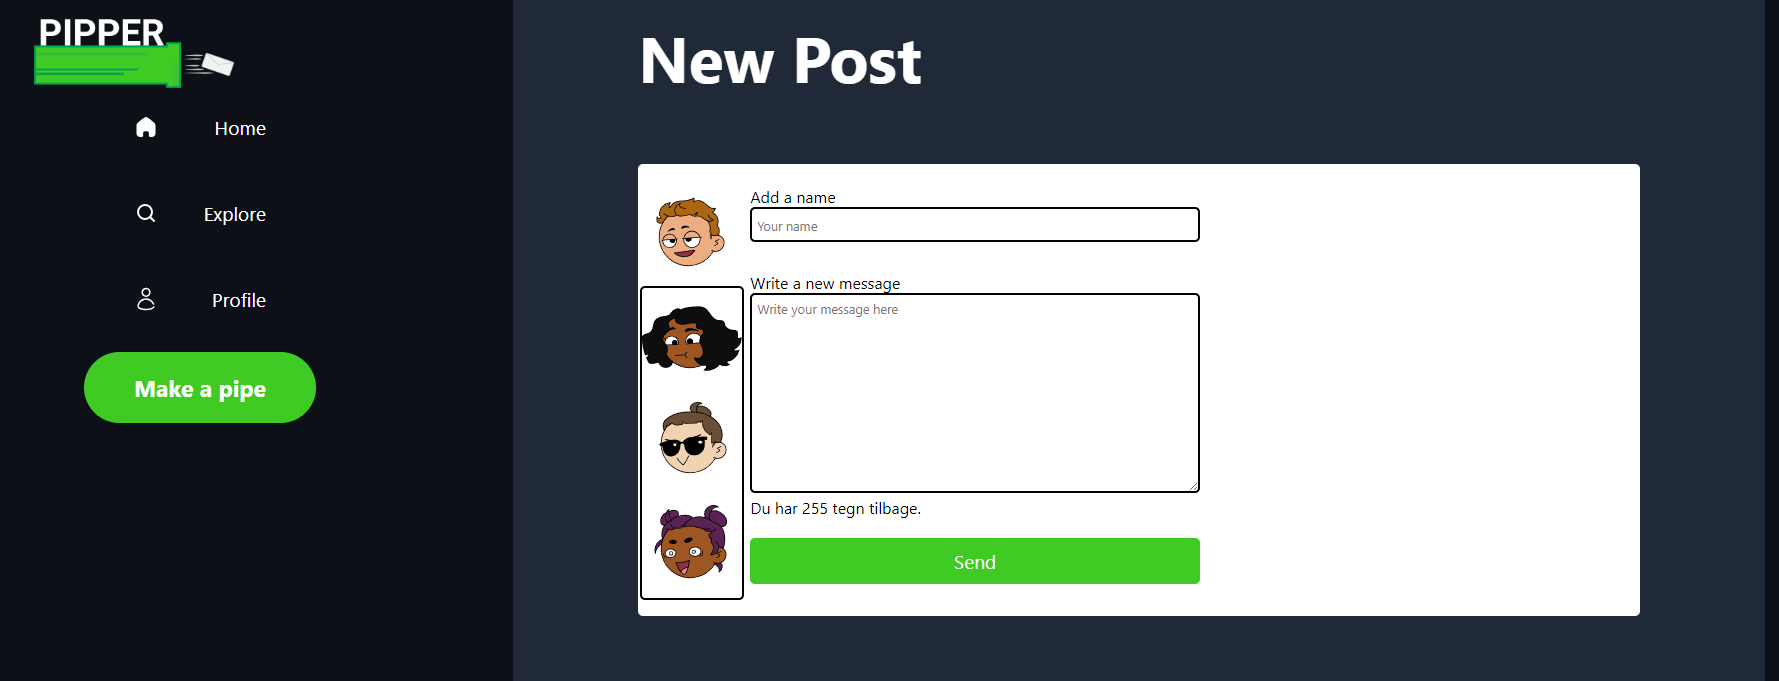 PIPPER
Home
Explore
Profile
Make a pipe
New Post
Add a name
Your name
Write a new message
Write your message here
Du har 255 tegn tilbage.
Send